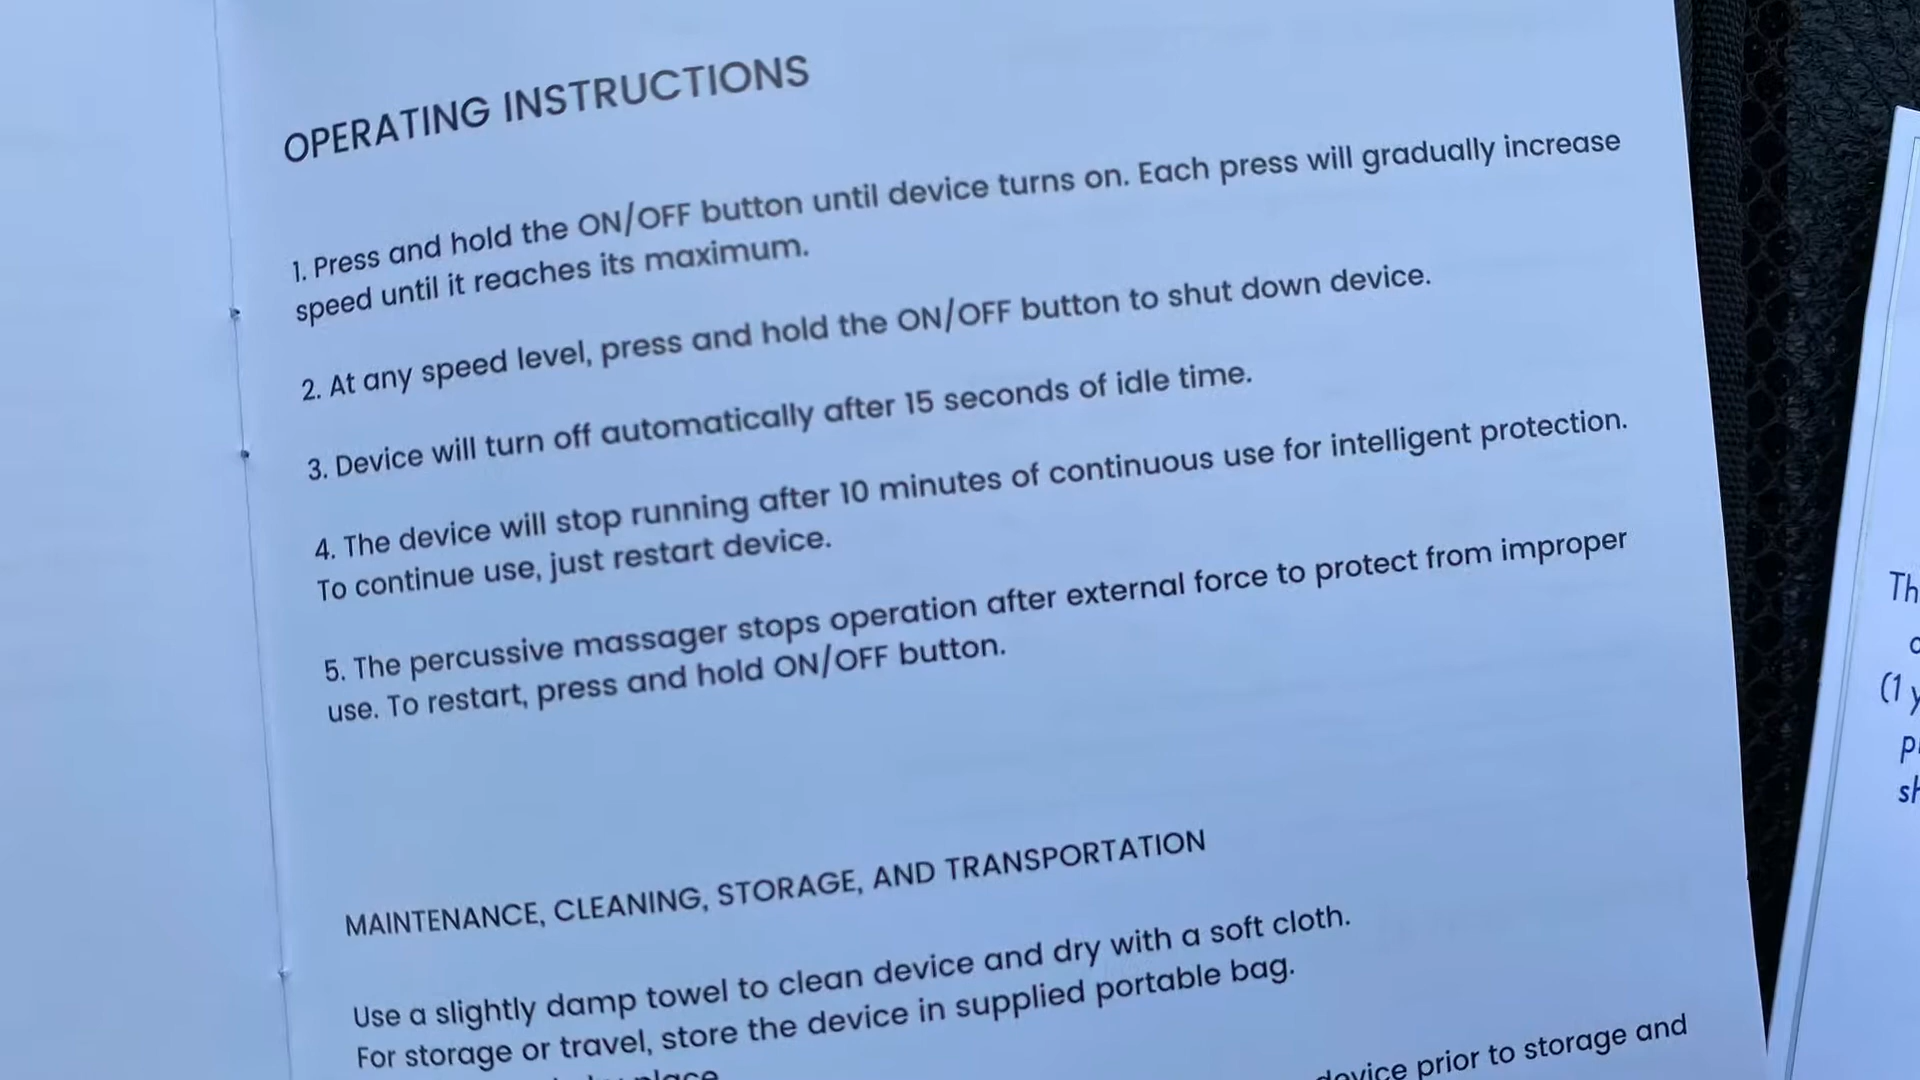 OPERATING INSTRUCTIONS
1. Press and hold the ON/OFF button until device turns on. Each press will gradually increase
speed until it reaches its maximum.
2. At any speed level, press and hold the ON/OFF button to shut down device.
3. Device will turn off automatically after 15 seconds of idle time.
4. The device will stop running after 10 minutes of continuous use for intelligent protection.
To continue use, just restart device.
5. The percussive massager stops operation after external force to protect from improper
use. To restart, press and hold ON/OFF button.
MAINTENANCE, CLEANING, STORAGE, AND TRANSPORTATION
Use a slightly damp towel to clean device and dry with a soft cloth.
For storage or travel, store the device in supplied portable bag.
place
device prior to storage and
(1